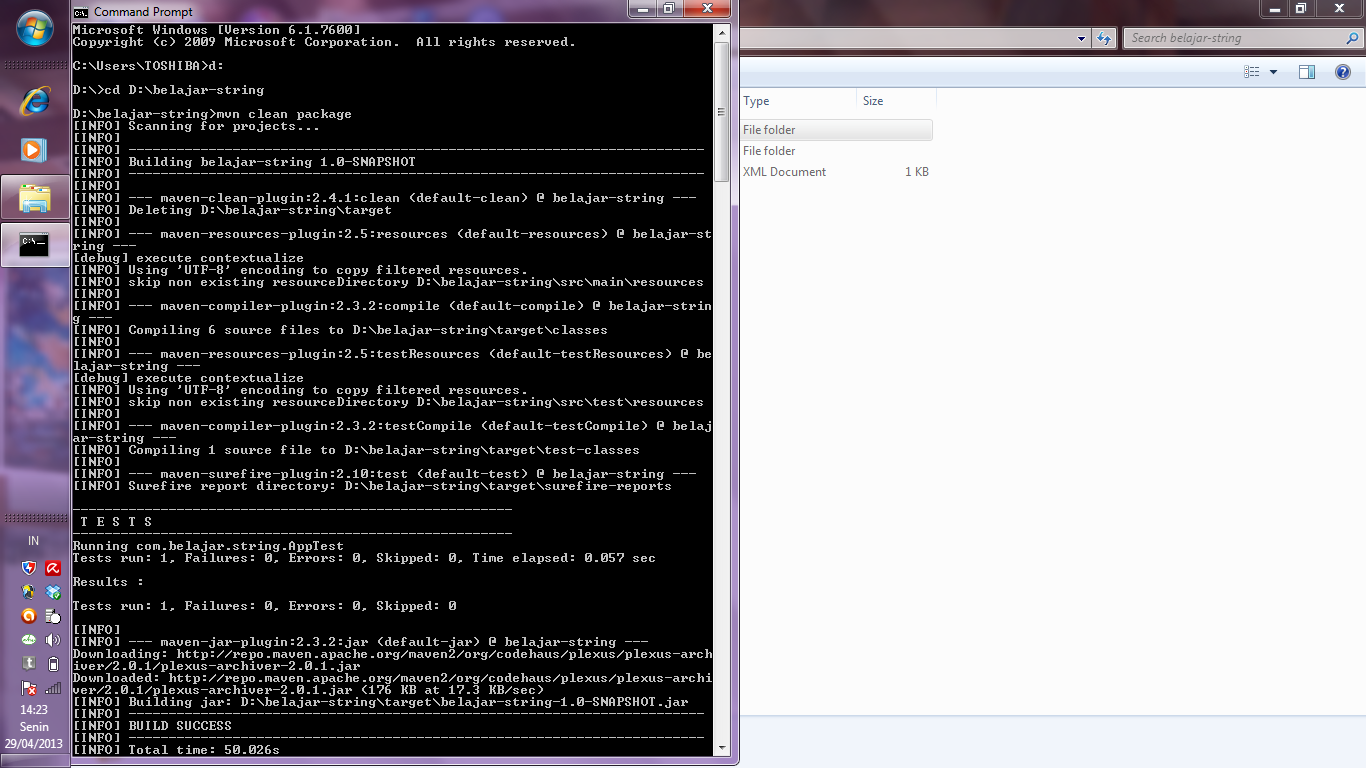 Command Prompt
Microsoft Windows [Version 6.1.7600]
Copyright (c) 2009 Microsoft Corporation.  All rights reserved.
C:\Users\TOSHIBA>d:
D:\>cd D:\belajar-string
D:\belajar-string>mvn clean package
[INFO] Scanning for projects...
[INFO]
[INFO] ------------------------------------------------------------------------
[INFO] Building belajar-string 1.0-SNAPSHOT
[INFO] ------------------------------------------------------------------------
[INFO]
[INFO] --- maven-clean-plugin:2.4.1:clean (default-clean) @ belajar-string ---
[INFO] Deleting D:\belajar-string\target
[INFO]
[INFO] --- maven-resources-plugin:2.5:resources (default-resources) @ belajar-st
ring ---
[debug] execute contextualize
[INFO] Using 'UTF-8' encoding to copy filtered resources.
[INFO] skip non existing resourceDirectory D:\belajar-string\src\main\resources
[INFO]
[INFO] --- maven-compiler-plugin:2.3.2:compile (default-compile) @ belajar-strin
g ---
[INFO] Compiling 6 source files to D:\belajar-string\target\classes
[INFO]
[INFO] --- maven-resources-plugin:2.5:testResources (default-testResources) @ be
lajar-string ---
[debug] execute contextualize
[INFO] Using 'UTF-8' encoding to copy filtered resources.
[INFO] skip non existing resourceDirectory D:\belajar-string\src\test\resources
[INFO]
[INFO] --- maven-compiler-plugin:2.3.2:testCompile (default-testCompile) @ belaj
ar-string ---
[INFO] Compiling 1 source file to D:\belajar-string\target\test-classes
[INFO]
[INFO] --- maven-surefire-plugin:2.10:test (default-test) @ belajar-string ---
[INFO] Surefire report directory: D:\belajar-string\target\surefire-reports
-------------------------------------------------------
 T E S T S
-------------------------------------------------------
Running com.belajar.string.AppTest
Tests run: 1, Failures: 0, Errors: 0, Skipped: 0, Time elapsed: 0.057 sec
Results :
Tests run: 1, Failures: 0, Errors: 0, Skipped: 0
[INFO]
[INFO] --- maven-jar-plugin:2.3.2:jar (default-jar) @ belajar-string ---
Downloading: http://repo.maven.apache.org/maven2/org/codehaus/plexus/plexus-arch
iver/2.0.1/plexus-archiver-2.0.1.jar
Downloaded: http://repo.maven.apache.org/maven2/org/codehaus/plexus/plexus-archi
ver/2.0.1/plexus-archiver-2.0.1.jar (176 KB at 17.3 KB/sec)
[INFO] Building jar: D:\belajar-string\target\belajar-string-1.0-SNAPSHOT.jar
[INFO] ------------------------------------------------------------------------
[INFO] BUILD SUCCESS
[INFO] ------------------------------------------------------------------------
[INFO] Total time: 50.026s
Search belajar-string
Type Size
File folder
File folder
XML Document 1 KB
IN
14:23
Senin
29/04/2013